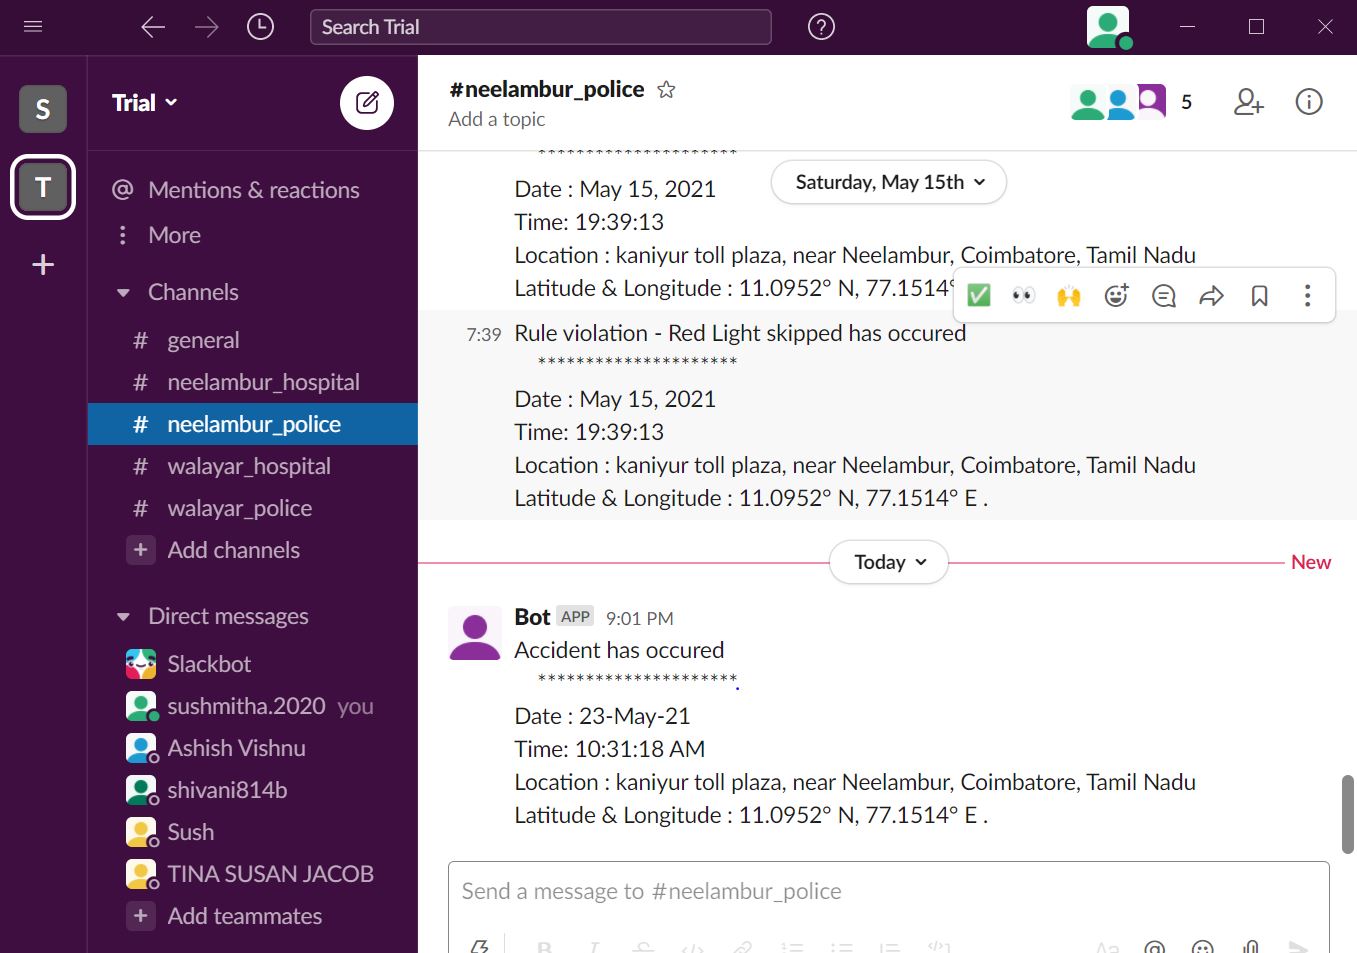 Search Trial
?
S
T
+
Trial
@ Mentions & reactions
More
Channels
# general
# neelambur_hospital
# neelambur_police
# walayar_hospital
# walayar_police
+ Add channels
Direct messages
Slackbot
sushmitha.2020 you
Ashish Vishnu
shivani814b
Sush
TINA SUSAN JACOB
+ Add teammates
#neelambur_police
Add a topic
5
*********************
Saturday, May 15th
Date : May 15, 2021
Time: 19:39:13
Location : kaniyur toll plaza, near Neelambur, Coimbatore, Tamil Nadu
Latitude & Longitude : 11.0952° N, 77.1514°
7:39 Rule violation - Red Light skipped has occured
*********************
Date : May 15, 2021
Time: 19:39:13
Location : kaniyur toll plaza, near Neelambur, Coimbatore, Tamil Nadu
Latitude & Longitude : 11.0952° N, 77.1514° E .
Today
New
Bot APP 9:01 PM
Accident has occured
*********************.
Date : 23-May-21
Time: 10:31:18 AM
Location : kaniyur toll plaza, near Neelambur, Coimbatore, Tamil Nadu
Latitude & Longitude : 11.0952° N, 77.1514° E .
Send a message to #neelambur_police
B I S </> Aa @